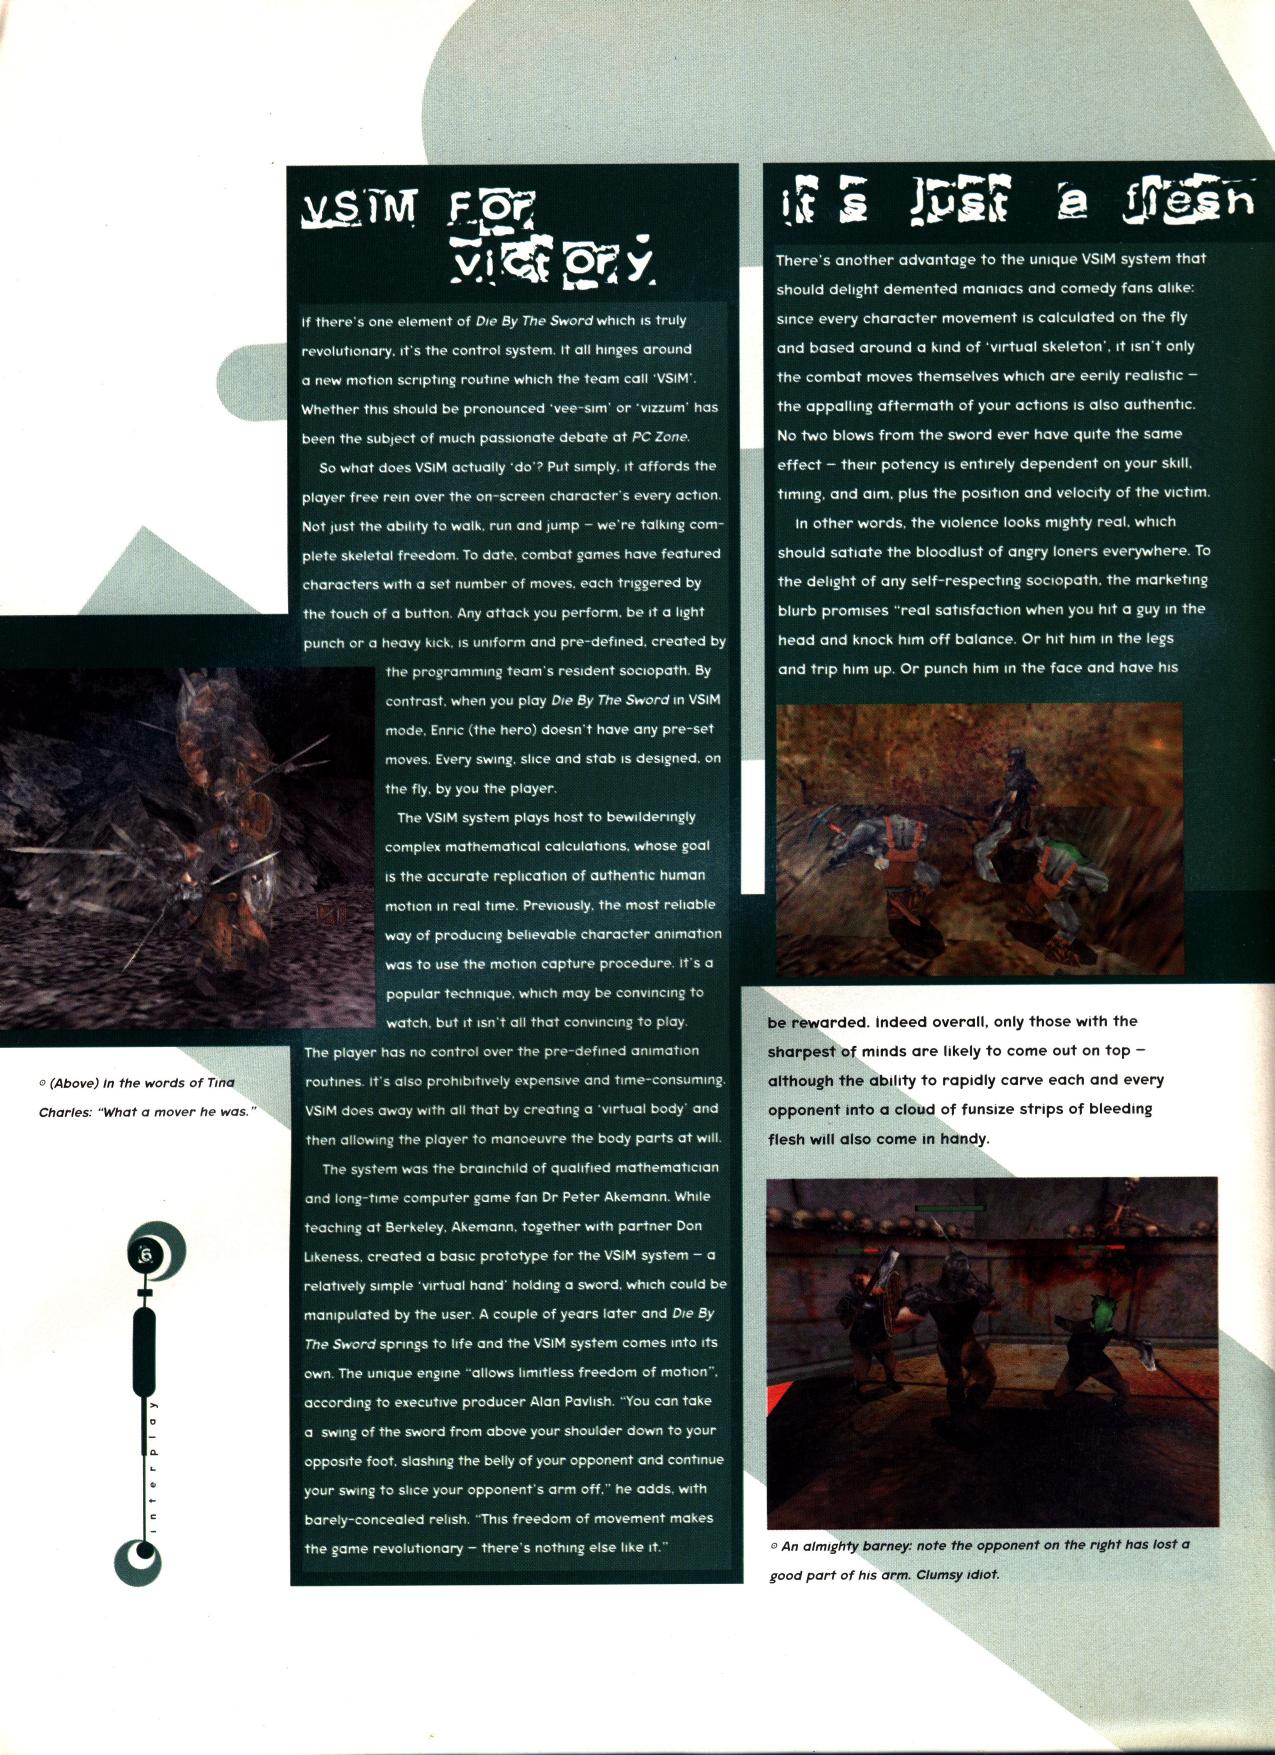 VSIM For
victory
If there's one element of Die By The Sword which is truly
revolutionary, it's the control system. It all hinges around
a new motion scripting routine which the team call 'VSIM'.
Whether this should be pronounced 'vee-sim' or 'vizzum' has
been the subject of much passionate debate at PC Zone.
So what does VSIM actually 'do'? Put simply, it affords the
player free rein over the on-screen character's every action.
Not just the ability to walk, run and jump – we're talking com-
plete skeletal freedom. To date, combat games have featured
characters with a set number of moves, each triggered by
the touch of a button. Any attack you perform, be it a light
punch or a heavy kick, is uniform and pre-defined, created by
the programming team's resident sociopath. By
contrast, when you play Die By The Sword in VSIM
mode, Enric (the hero) doesn't have any pre-set
moves. Every swing, slice and stab is designed, on
the fly, by you the player.
The VSIM system plays host to bewilderingly
complex mathematical calculations, whose goal
is the accurate replication of authentic human
motion in real time. Previously, the most reliable
way of producing believable character animation
was to use the motion capture procedure. It's a
popular technique, which may be convincing to
watch, but it isn't all that convincing to play.
The player has no control over the pre-defined animation
routines. It's also prohibitively expensive and time-consuming.
VSIM does away with all that by creating a 'virtual body' and
then allowing the player to manoeuvre the body parts at will.
The system was the brainchild of qualified mathematician
and long-time computer game fan Dr Peter Akemann. While
teaching at Berkeley, Akemann, together with partner Don
Likeness, created a basic prototype for the VSIM system – a
relatively simple 'virtual hand' holding a sword, which could be
manipulated by the user. A couple of years later and Die By
The Sword springs to life and the VSIM system comes into its
own. The unique engine "allows limitless freedom of motion",
according to executive producer Alan Pavlish. "You can take
a swing of the sword from above your shoulder down to your
opposite foot, slashing the belly of your opponent and continue
your swing to slice your opponent's arm off," he adds, with
barely-concealed relish. "This freedom of movement makes
the game revolutionary – there's nothing else like it."
it s just a flesh
There's another advantage to the unique VSIM system that
should delight demented maniacs and comedy fans alike:
since every character movement is calculated on the fly
and based around a kind of 'virtual skeleton', it isn't only
the combat moves themselves which are eerily realistic –
the appalling aftermath of your actions is also authentic.
No two blows from the sword ever have quite the same
effect – their potency is entirely dependent on your skill,
timing, and aim, plus the position and velocity of the victim.
In other words, the violence looks mighty real, which
should satiate the bloodlust of angry loners everywhere. To
the delight of any self-respecting sociopath, the marketing
blurb promises "real satisfaction when you hit a guy in the
head and knock him off balance. Or hit him in the legs
and trip him up. Or punch him in the face and have his
be rewarded. Indeed overall, only those with the
sharpest of minds are likely to come out on top –
although the ability to rapidly carve each and every
opponent into a cloud of funsize strips of bleeding
flesh will also come in handy.
(Above) In the words of Tina
Charles: "What a mover he was."
6
interplay
An almighty barney: note the opponent on the right has lost a
good part of his arm. Clumsy idiot.